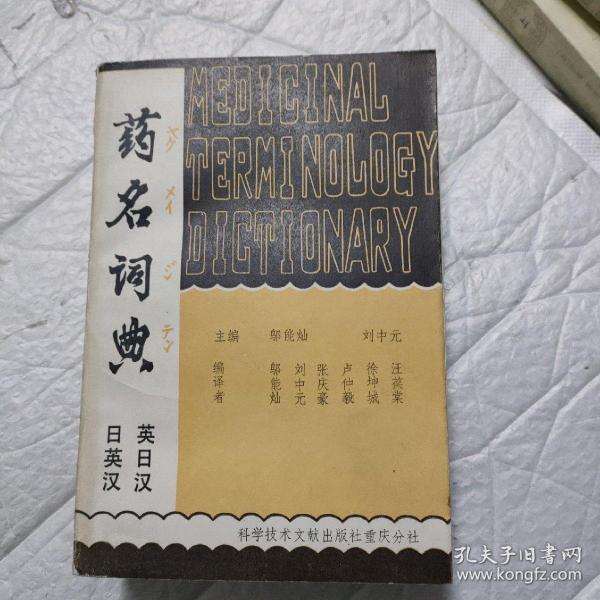 药名词典
ヤク メイ ジ テン
英日汉
日英汉
MEDICINAL
TERMINOLOGY
DICTIONARY
主编 邬能灿 刘中元
编译者
邬能灿
刘中元
张庆豪
卢仲毅
徐坤城
汪葆棠
科学技术文献出版社重庆分社
孔夫子旧书网
www.kongfz.com